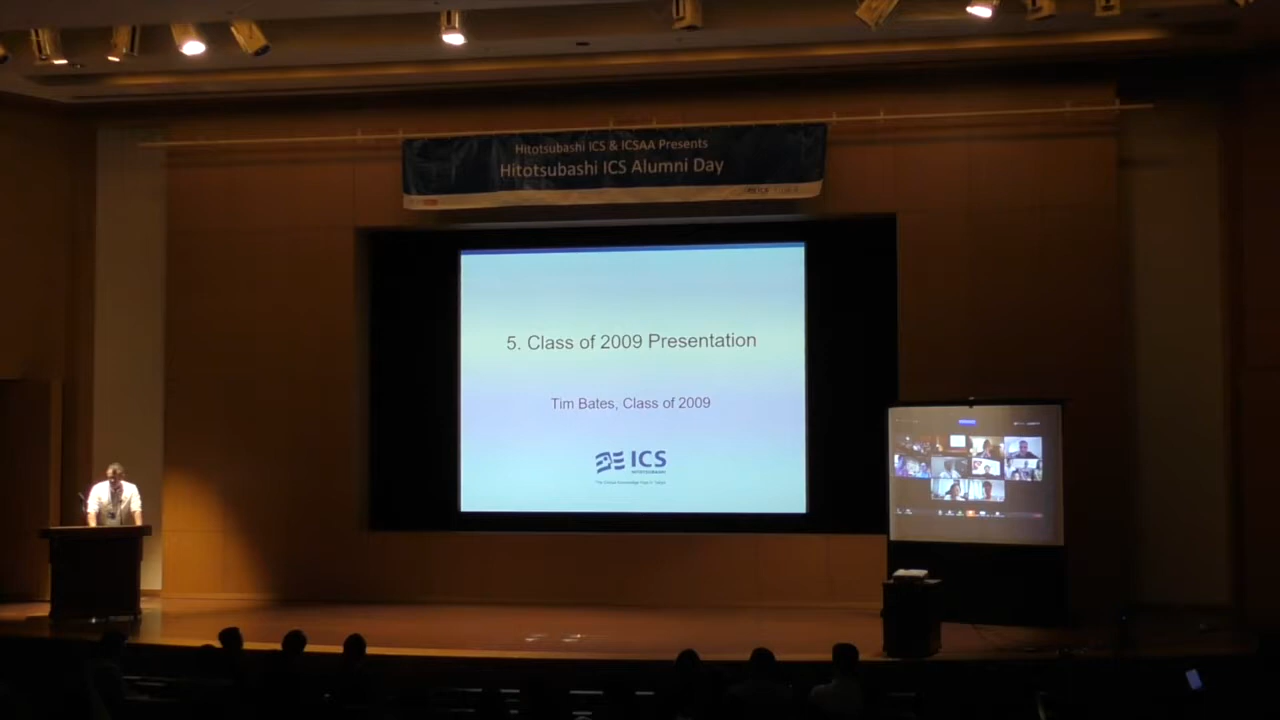 Hitotsubashi ICS & ICSAA Presents
Hitotsubashi ICS Alumni Day
5. Class of 2009 Presentation
Tim Bates, Class of 2009
ICS
HITOTSUBASHI